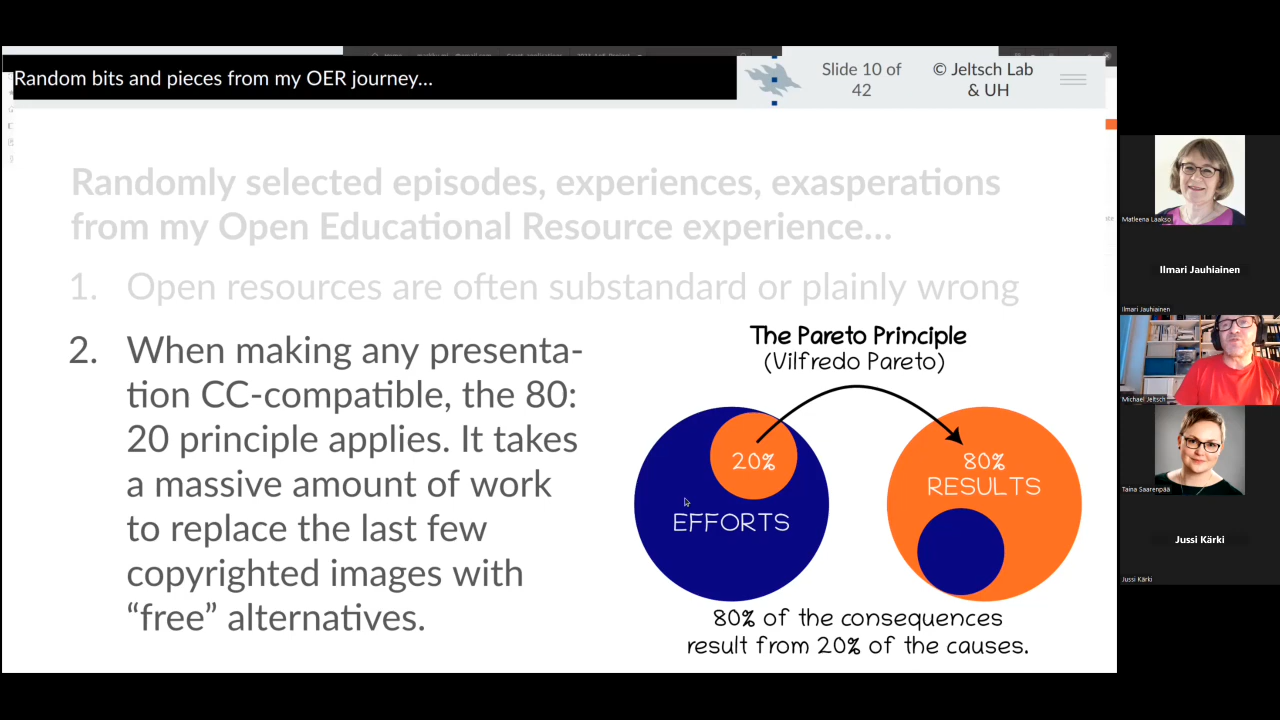 Random bits and pieces from my OER journey...
Slide 10 of
42
© Jeltsch Lab
& UH
Randomly selected episodes, experiences, exasperations
from my Open Educational Resource experience...
1. Open resources are often substandard or plainly wrong
2. When making any presenta-
tion CC-compatible, the 80:
20 principle applies. It takes
a massive amount of work
to replace the last few
copyrighted images with
“free” alternatives.
The Pareto Principle
(Vilfredo Pareto)
20%
EFFORTS
80%
RESULTS
80% of the consequences
result from 20% of the causes.
Matleena Laakso
Ilmari Jauhiainen
Ilmari Jauhiainen
Michael Jeltsch
Taina Saarenpää
Jussi Kärki
Jussi Kärki